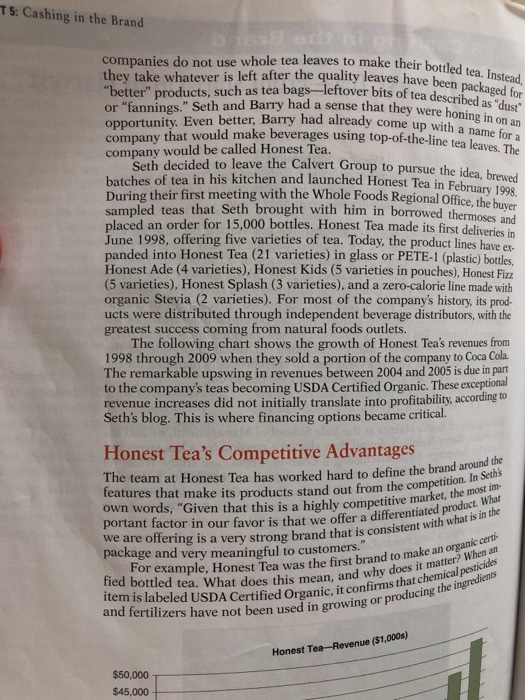 T 5: Cashing in the Brand
companies do not use whole tea leaves to make their bottled tea. Instead,
they take whatever is left after the quality leaves have been packaged for
"better" products, such as tea bags—leftover bits of tea described as "dust"
or "fannings." Seth and Barry had a sense that they were honing in on an
opportunity. Even better, Barry had already come up with a name for a
company that would make beverages using top-of-the-line tea leaves. The
company would be called Honest Tea.
Seth decided to leave the Calvert Group to pursue the idea, brewed
batches of tea in his kitchen and launched Honest Tea in February 1998.
During their first meeting with the Whole Foods Regional Office, the buyer
sampled teas that Seth brought with him in borrowed thermoses and
placed an order for 15,000 bottles. Honest Tea made its first deliveries in
June 1998, offering five varieties of tea. Today, the product lines have ex-
panded into Honest Tea (21 varieties) in glass or PETE-1 (plastic) bottles,
Honest Ade (4 varieties), Honest Kids (5 varieties in pouches), Honest Fizz
(5 varieties), Honest Splash (3 varieties), and a zero-calorie line made with
organic Stevia (2 varieties). For most of the company's history, its prod-
ucts were distributed through independent beverage distributors, with the
greatest success coming from natural foods outlets.
The following chart shows the growth of Honest Tea's revenues from
1998 through 2009 when they sold a portion of the company to Coca Cola.
The remarkable upswing in revenues between 2004 and 2005 is due in part
to the company's teas becoming USDA Certified Organic. These exceptional
revenue increases did not initially translate into profitability, according to
Seth's blog. This is where financing options became critical.
Honest Tea's Competitive Advantages
The team at Honest Tea has worked hard to define the brand around the
features that make its products stand out from the competition. In Seth's
own words, "Given that this is a highly competitive market, the most im-
portant factor in our favor is that we offer a differentiated product. What
we are offering is a very strong brand that is consistent with what is in the
package and very meaningful to customers."
For example, Honest Tea was the first brand to make an organic certi-
fied bottled tea. What does this mean, and why does it matter? When an
item is labeled USDA Certified Organic, it confirms that chemical pesticides
and fertilizers have not been used in growing or producing the ingredients
Honest Tea—Revenue ($1,000s)
$50,000
$45,000